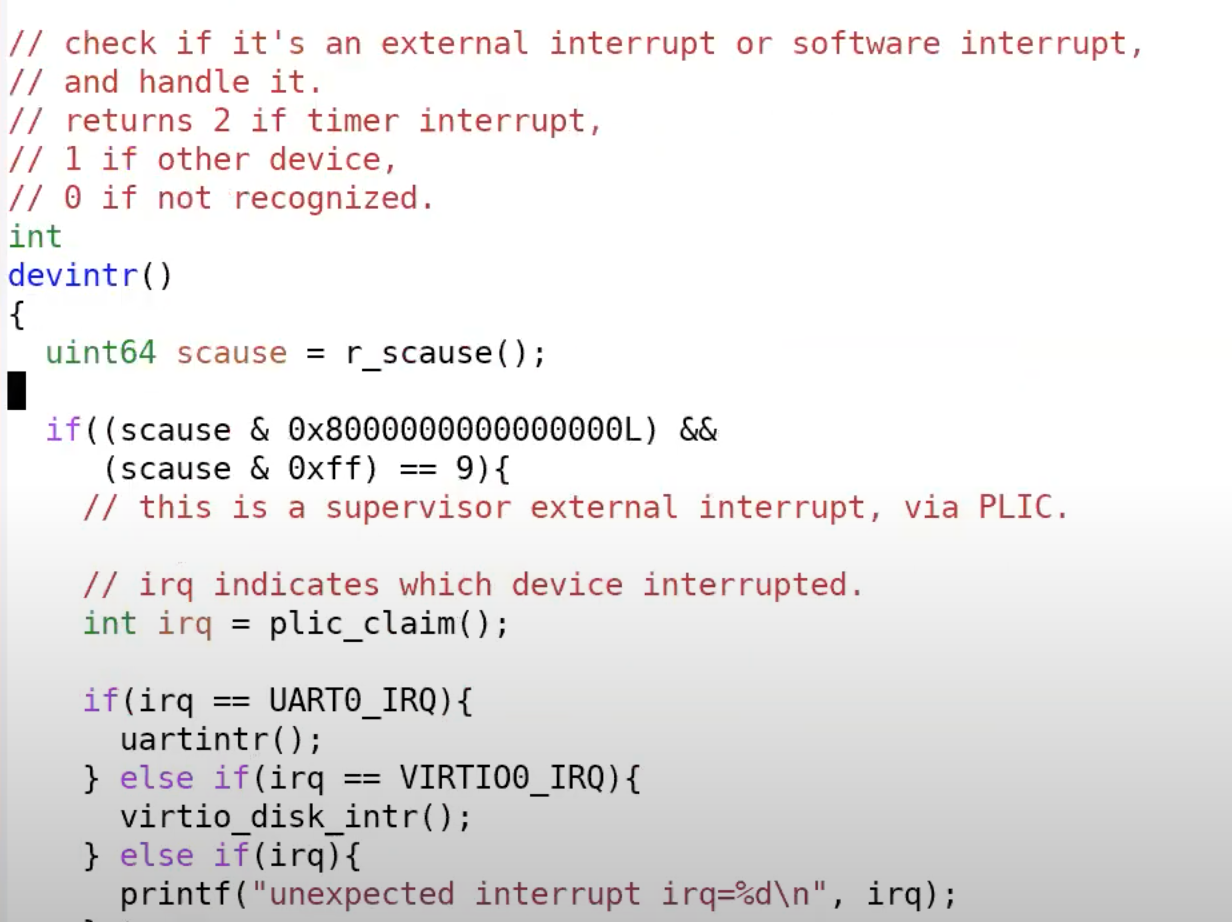 // check if it's an external interrupt or software interrupt,
// and handle it.
// returns 2 if timer interrupt,
// 1 if other device,
// 0 if not recognized.
int
devintr()
{
  uint64 scause = r_scause();

  if((scause & 0x8000000000000000L) &&
     (scause & 0xff) == 9){
    // this is a supervisor external interrupt, via PLIC.

    // irq indicates which device interrupted.
    int irq = plic_claim();

    if(irq == UART0_IRQ){
      uartintr();
    } else if(irq == VIRTIO0_IRQ){
      virtio_disk_intr();
    } else if(irq){
      printf("unexpected interrupt irq=%d\n", irq);